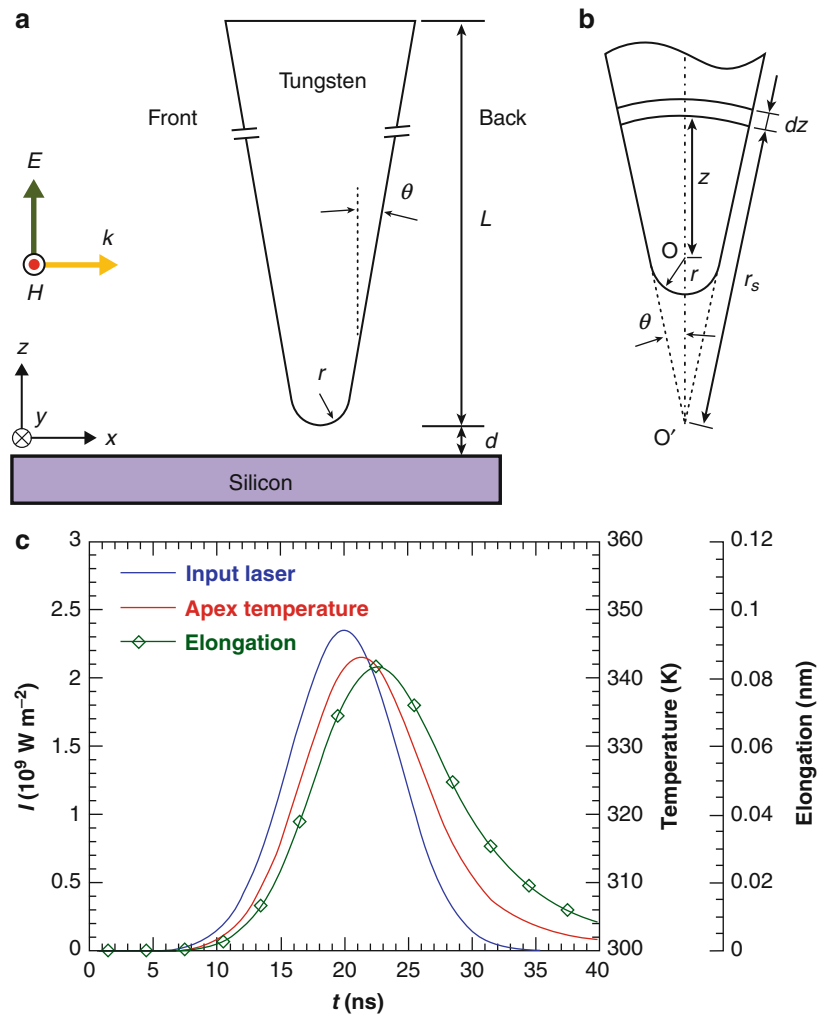 a
Tungsten
Front
Back
E
k
H
θ
L
r
z
y
x
d
Silicon
b
dz
z
O
r
r_s
θ
O′
c
Input laser
Apex temperature
Elongation
I (10⁹ W m⁻²)
3
2.5
2
1.5
1
0.5
0
0 5 10 15 20 25 30 35 40
t (ns)
Temperature (K)
360
350
340
330
320
310
300
Elongation (nm)
0.12
0.1
0.08
0.06
0.04
0.02
0